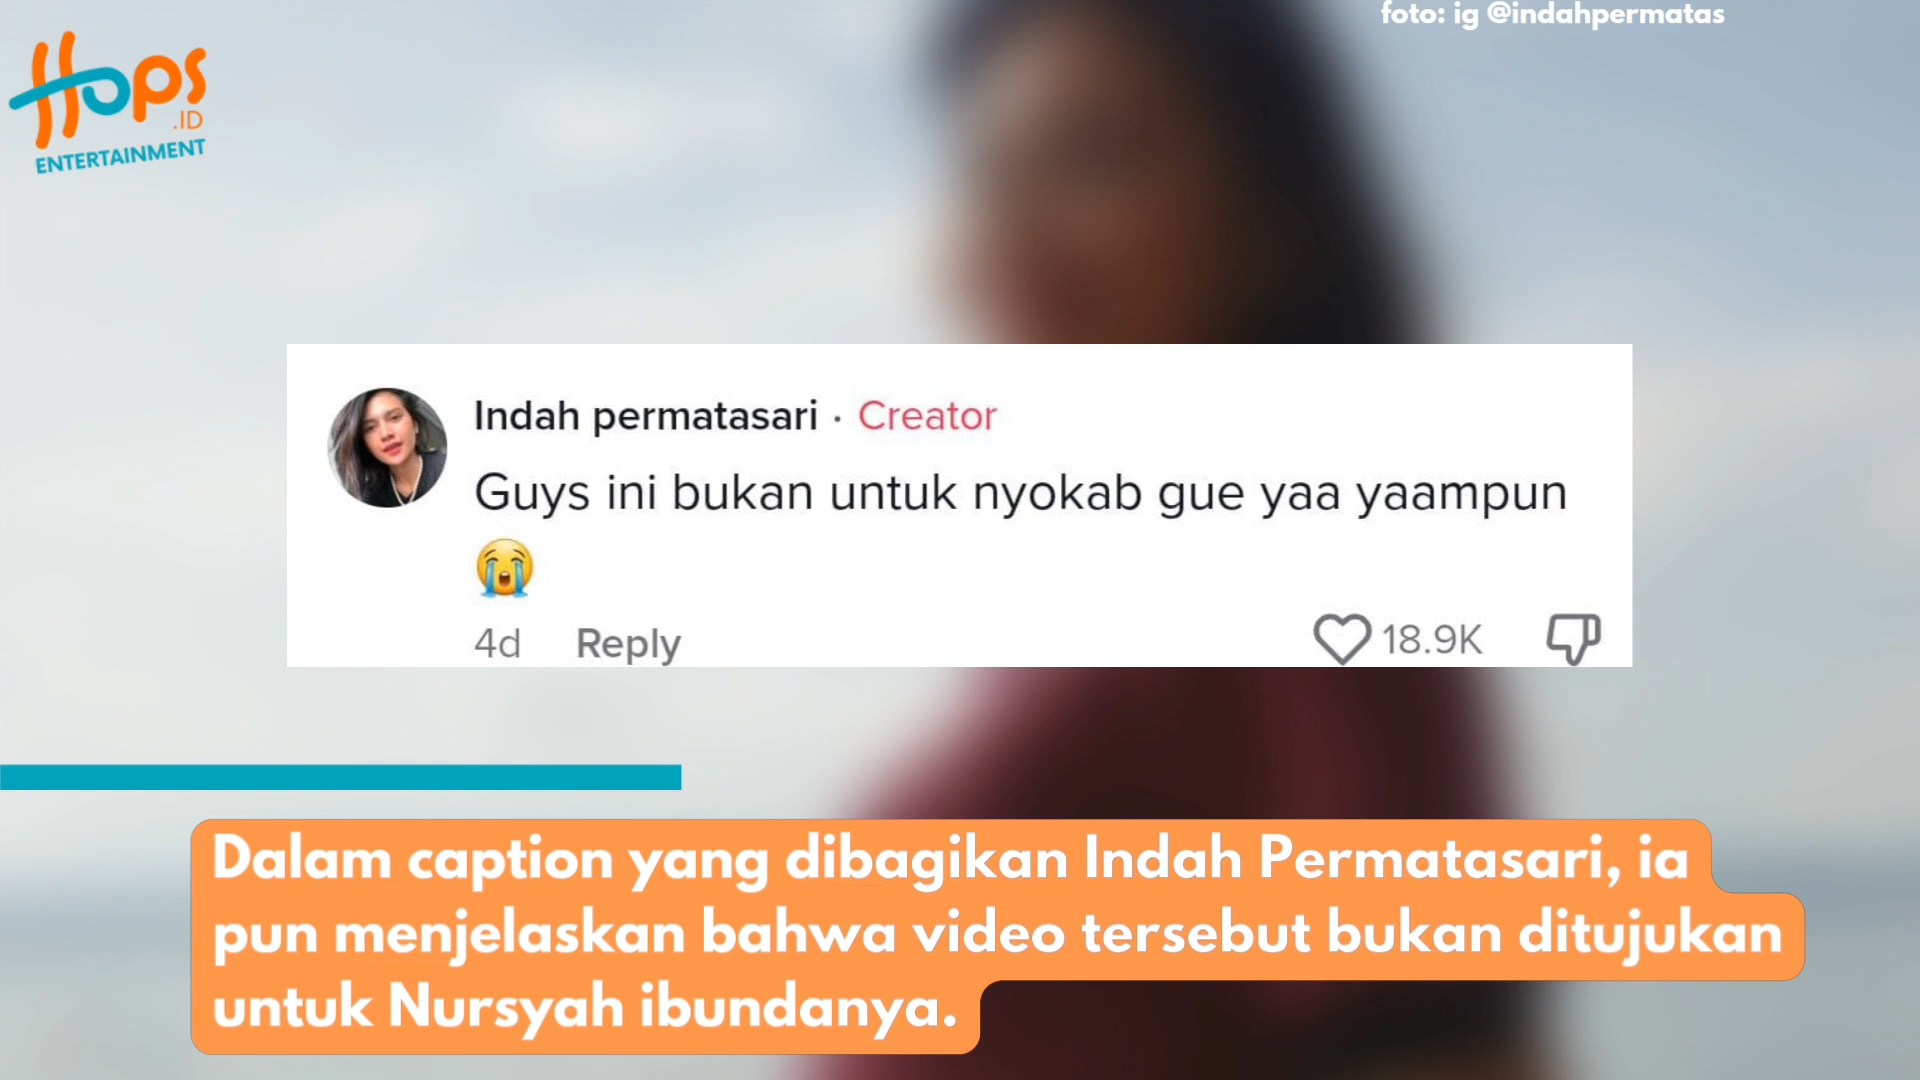 foto: ig @indahpermatas
Hops
.ID
ENTERTAINMENT
Indah permatasari · Creator
Guys ini bukan untuk nyokab gue yaa yaampun
😭
4d Reply 18.9K
Dalam caption yang dibagikan Indah Permatasari, ia
pun menjelaskan bahwa video tersebut bukan ditujukan
untuk Nursyah ibundanya.